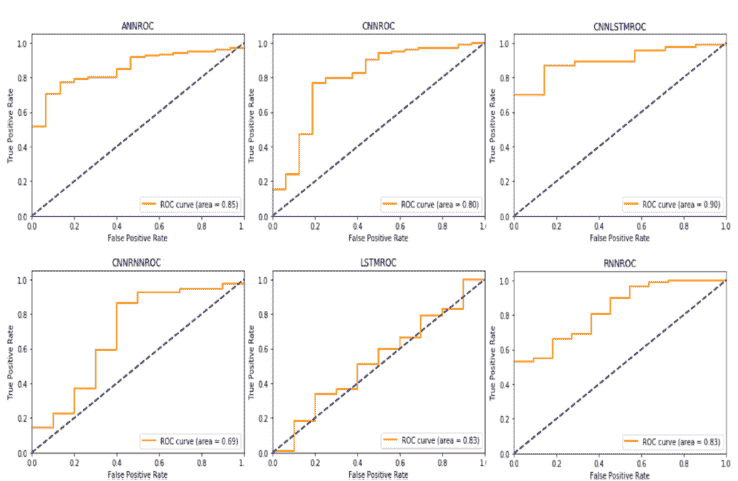 ANNROC
True Positive Rate
1.0
0.8
0.6
0.4
0.2
0.0
ROC curve (area = 0.85)
0.0 0.2 0.4 0.6 0.8 1.0
False Positive Rate
CNNROC
True Positive Rate
1.0
0.8
0.6
0.4
0.2
0.0
ROC curve (area = 0.80)
0.0 0.2 0.4 0.6 0.8 1.
False Positive Rate
CNNLSTMROC
True Positive Rate
1.0
0.8
0.6
0.4
0.2
0.0
ROC curve (area = 0.90)
0.0 0.2 0.4 0.6 0.8 1.0
False Positive Rate
CNNRNNROC
True Positive Rate
1.0
0.8
0.6
0.4
0.2
0.0
ROC curve (area = 0.69)
0.0 0.2 0.4 0.6 0.8 1.0
False Positive Rate
LSTMROC
True Positive Rate
1.0
0.8
0.6
0.4
0.2
0.0
ROC curve (area = 0.83)
0.0 0.2 0.4 0.6 0.8 1.
False Positive Rate
RNNROC
True Positive Rate
1.0
0.8
0.6
0.4
0.2
0.0
ROC curve (area = 0.83)
0.0 0.2 0.4 0.6 0.8 1.0
False Positive Rate